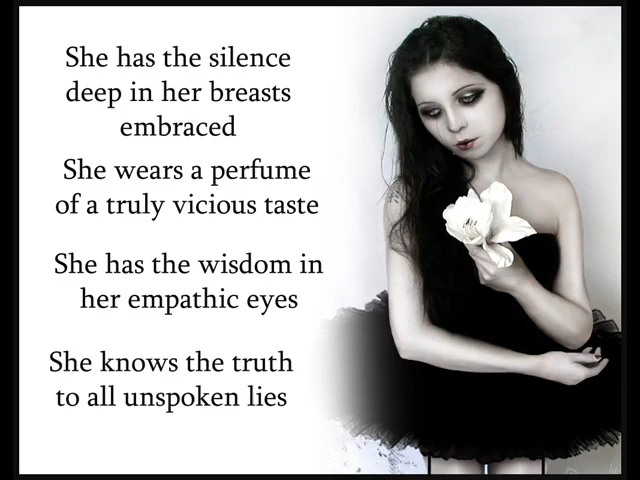 She has the silence
deep in her breasts
embraced
She wears a perfume
of a truly vicious taste
She has the wisdom in
her empathic eyes
She knows the truth
to all unspoken lies